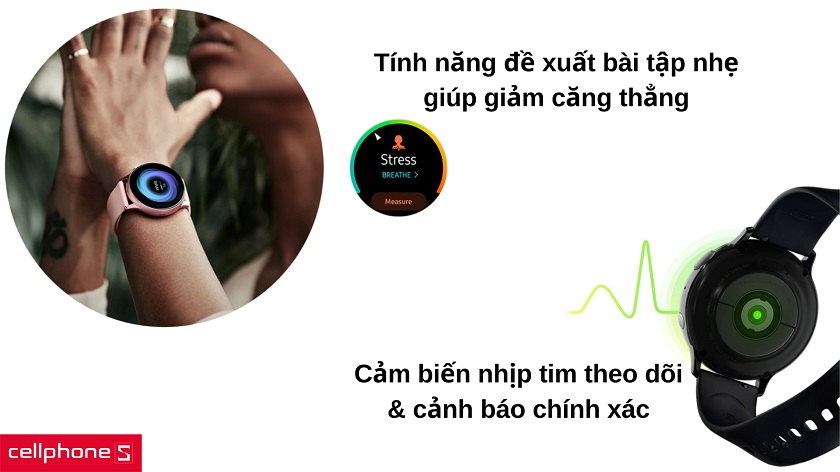 Tính năng đề xuất bài tập nhẹ
giúp giảm căng thẳng
Stress
BREATHE >
Measure
Cảm biến nhịp tim theo dõi
& cảnh báo chính xác
cellphoneS